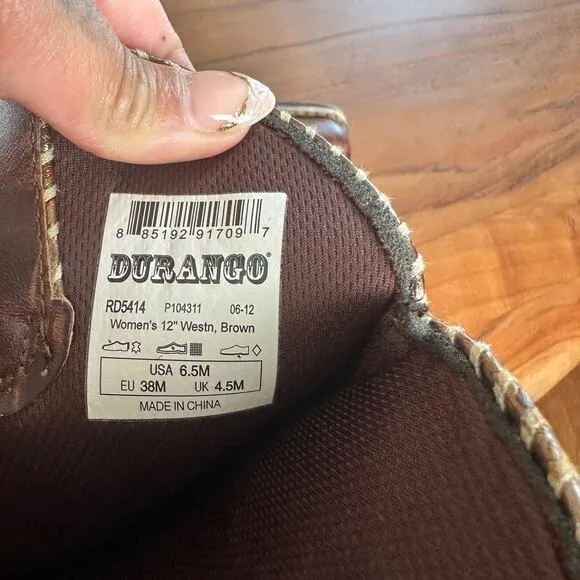 8 85192 91709 7
DURANGO®
RD5414 P104311 06-12
Women's 12" Westn, Brown
USA 6.5M
EU 38M UK 4.5M
MADE IN CHINA